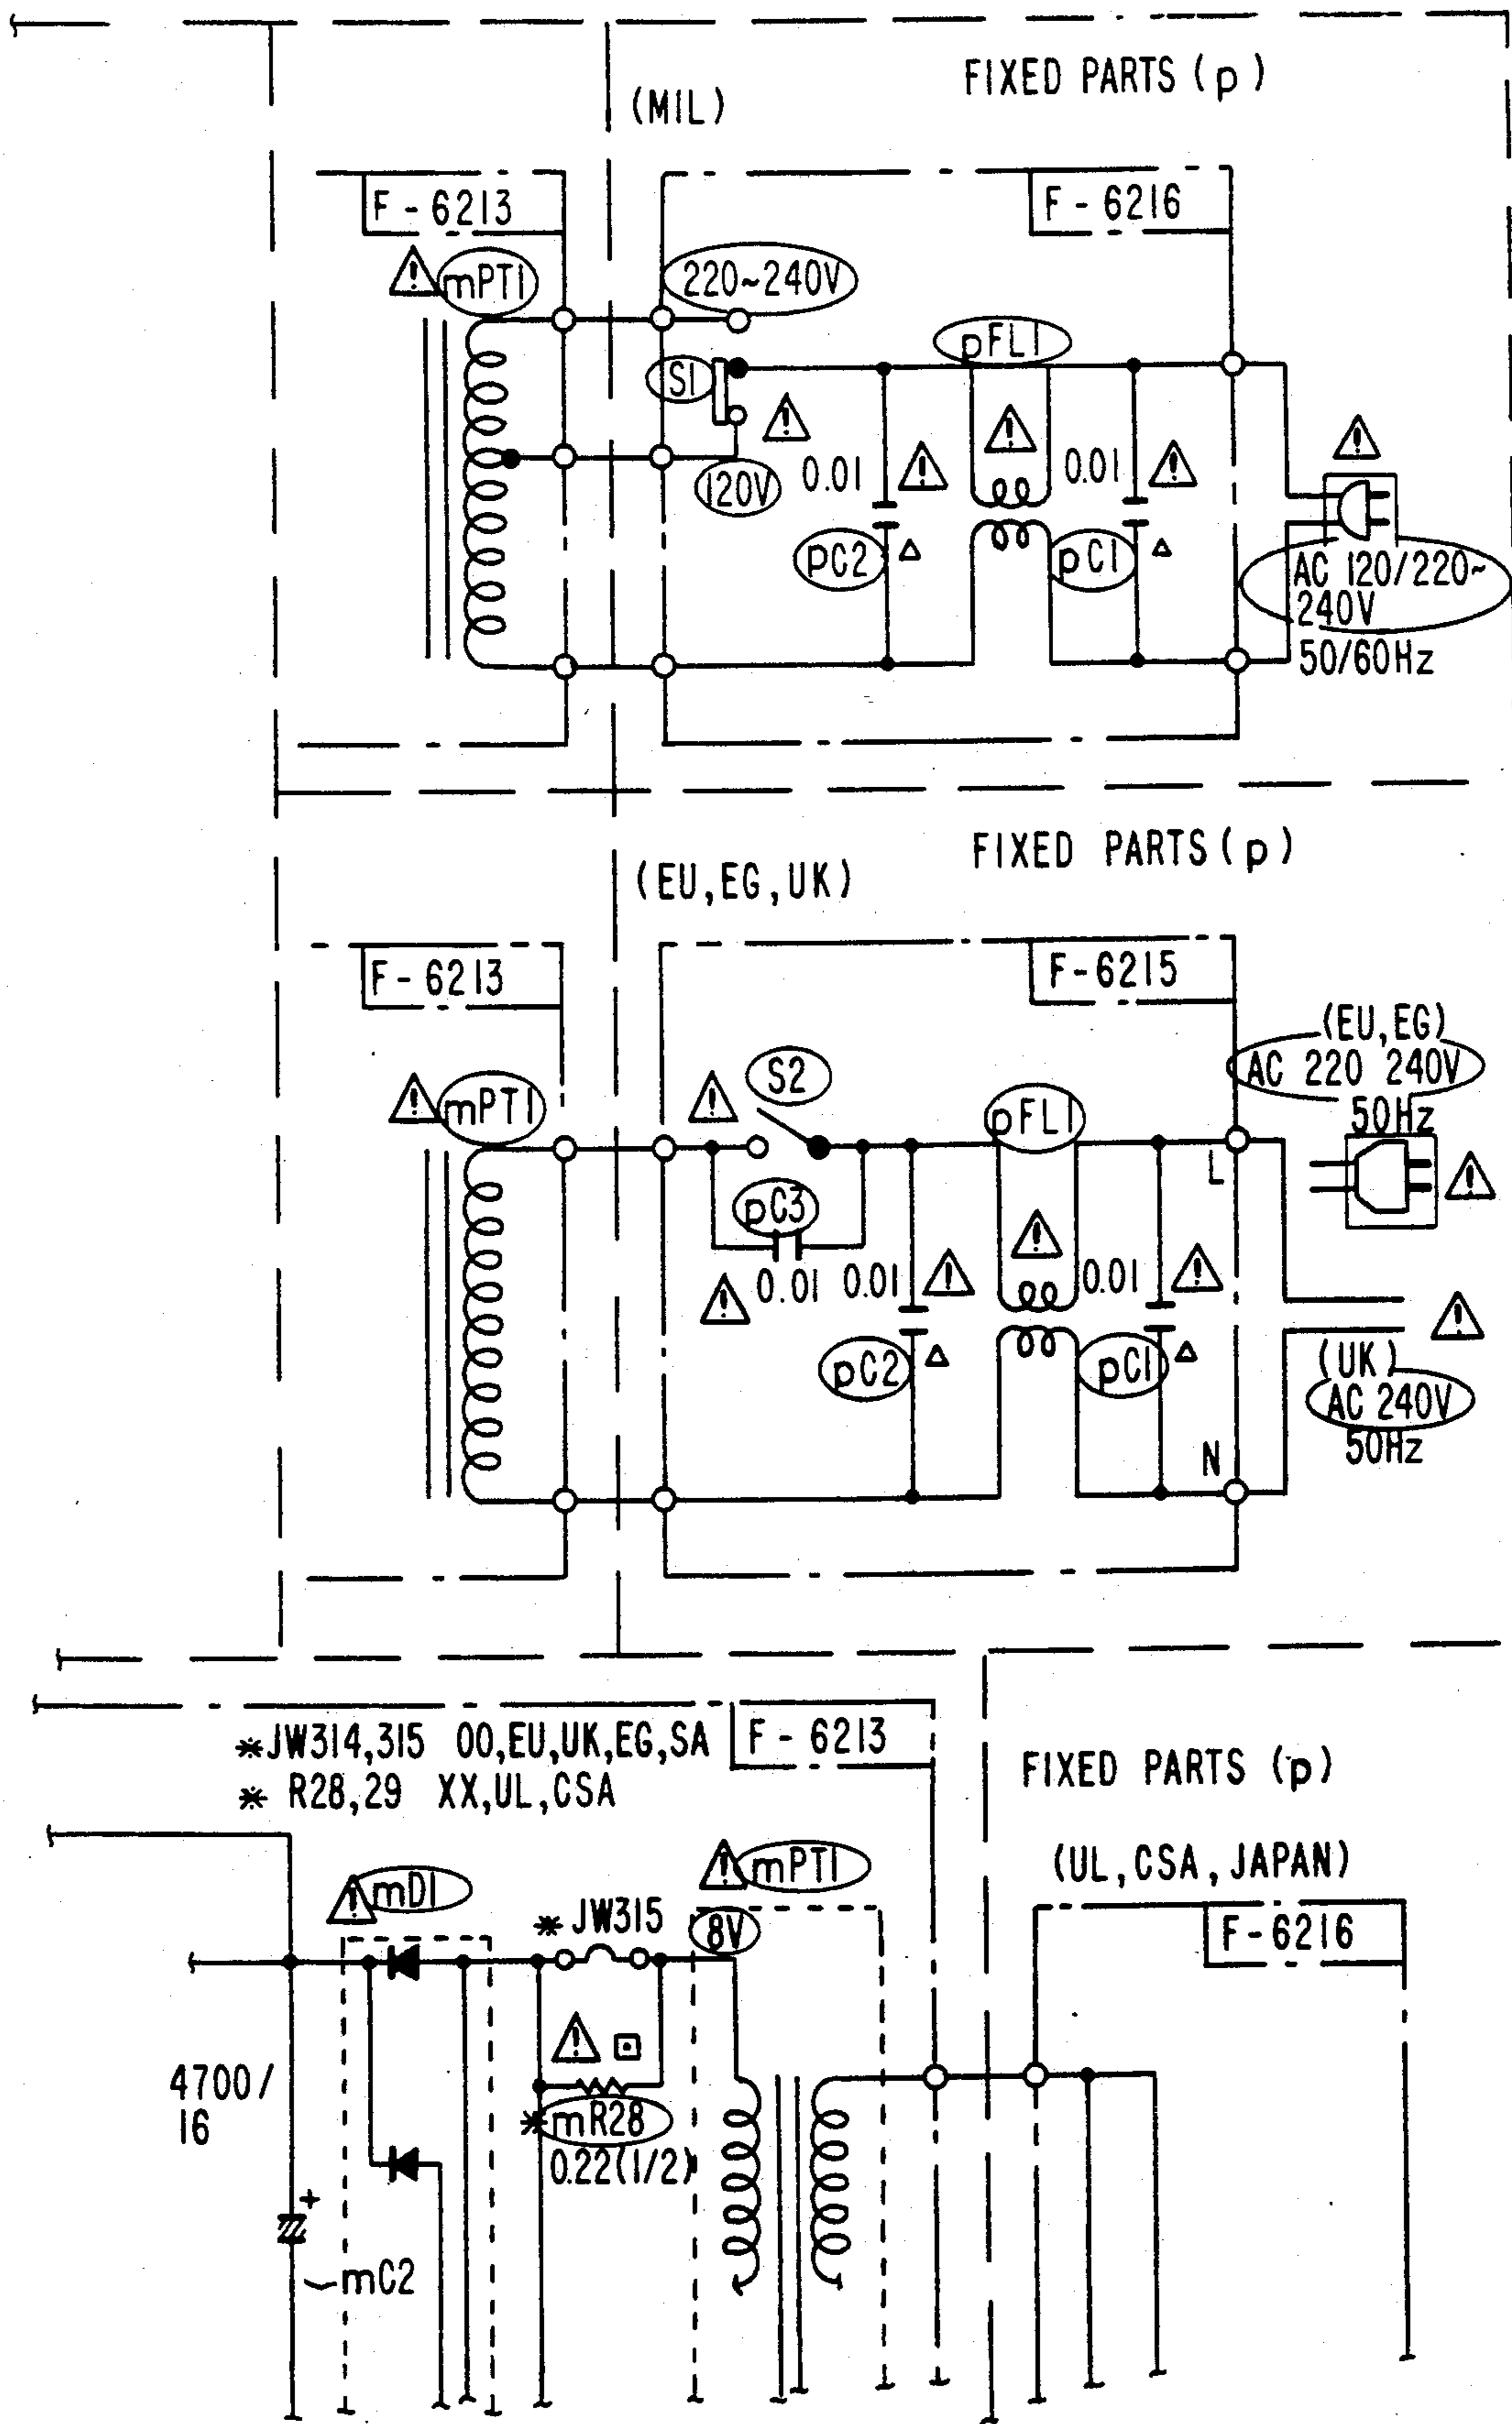 FIXED PARTS (p)
(MIL)
F-6213
F-6216
mPT1
220~240V
pFL1
S1
120V
0.01
0.01
pC2
pC1
AC 120/220~
240V
50/60Hz
FIXED PARTS (p)
(EU,EG,UK)
F-6213
F-6215
(EU,EG)
AC 220 240V
50Hz
mPT1
S2
pFL1
L
pC3
0.01
0.01
0.01
pC2
pC1
(UK)
AC 240V
50Hz
N
*JW314,315 00,EU,UK,EG,SA
F-6213
* R28,29 XX,UL,CSA
FIXED PARTS (p)
(UL,CSA,JAPAN)
mD1
mPT1
* JW315
8V
F-6216
4700/
16
*mR28
0.22(1/2)
+
mC2